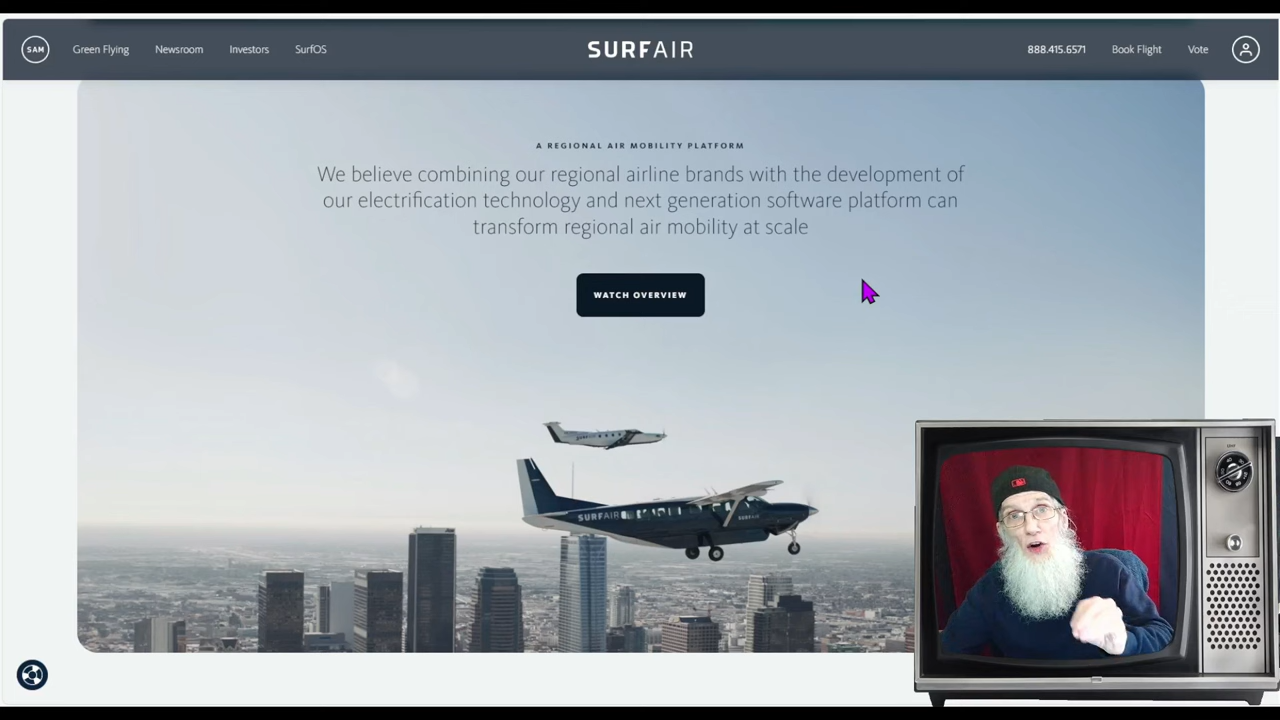 SAM Green Flying Newsroom Investors SurfOS SURFAIR 888.415.6571 Book Flight Vote
A REGIONAL AIR MOBILITY PLATFORM
We believe combining our regional airline brands with the development of
our electrification technology and next generation software platform can
transform regional air mobility at scale
WATCH OVERVIEW
SURFAIR